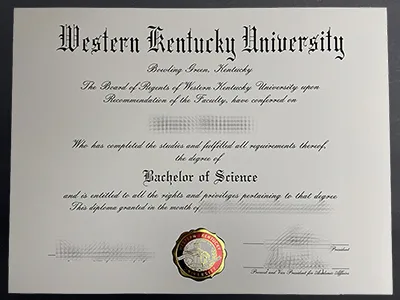 Western Kentucky University
Bowling Green, Kentucky
The Board of Regents of Western Kentucky University upon
Recommendation of the Faculty, have conferred on
Who has completed the studies and fulfilled all requirements thereof,
the degree of
Bachelor of Science
and is entitled to all the rights and privileges pertaining to that degree
This diploma granted in the month of
President
Provost and Vice President for Academic Affairs